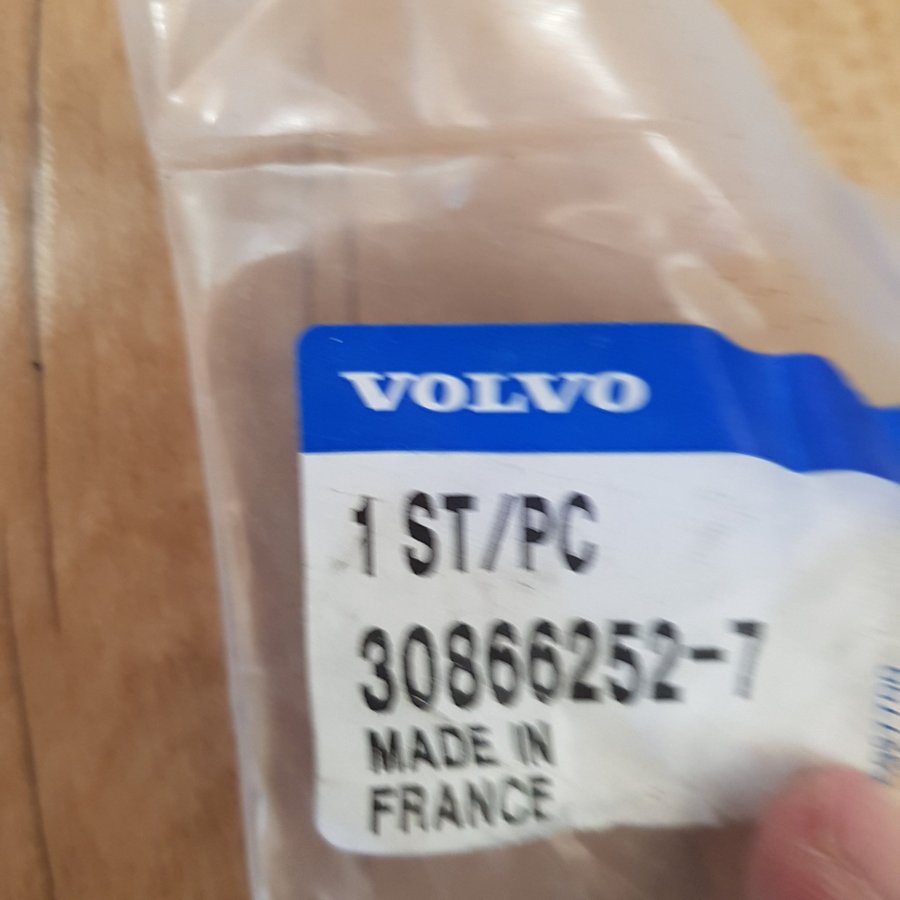 VOLVO
1 ST/PC
30866252-7
MADE IN
FRANCE